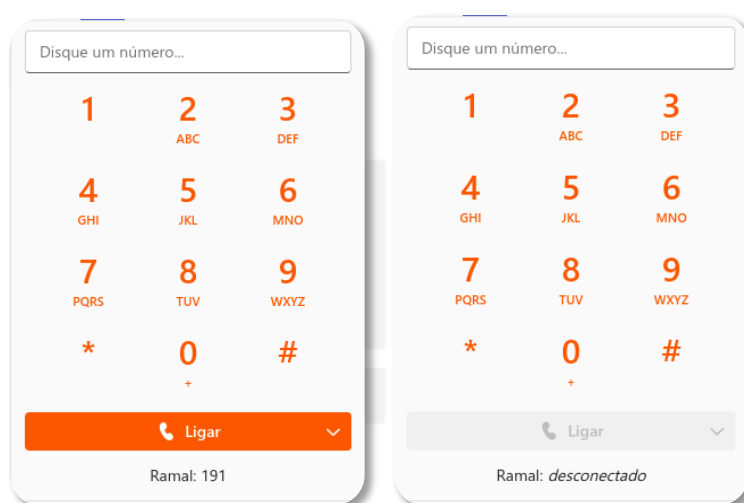 Disque um número...
1 2 3
ABC DEF
4 5 6
GHI JKL MNO
7 8 9
PQRS TUV WXYZ
* 0 #
+
Ligar
Ramal: 191
Disque um número...
1 2 3
ABC DEF
4 5 6
GHI JKL MNO
7 8 9
PQRS TUV WXYZ
* 0 #
+
Ligar
Ramal: desconectado